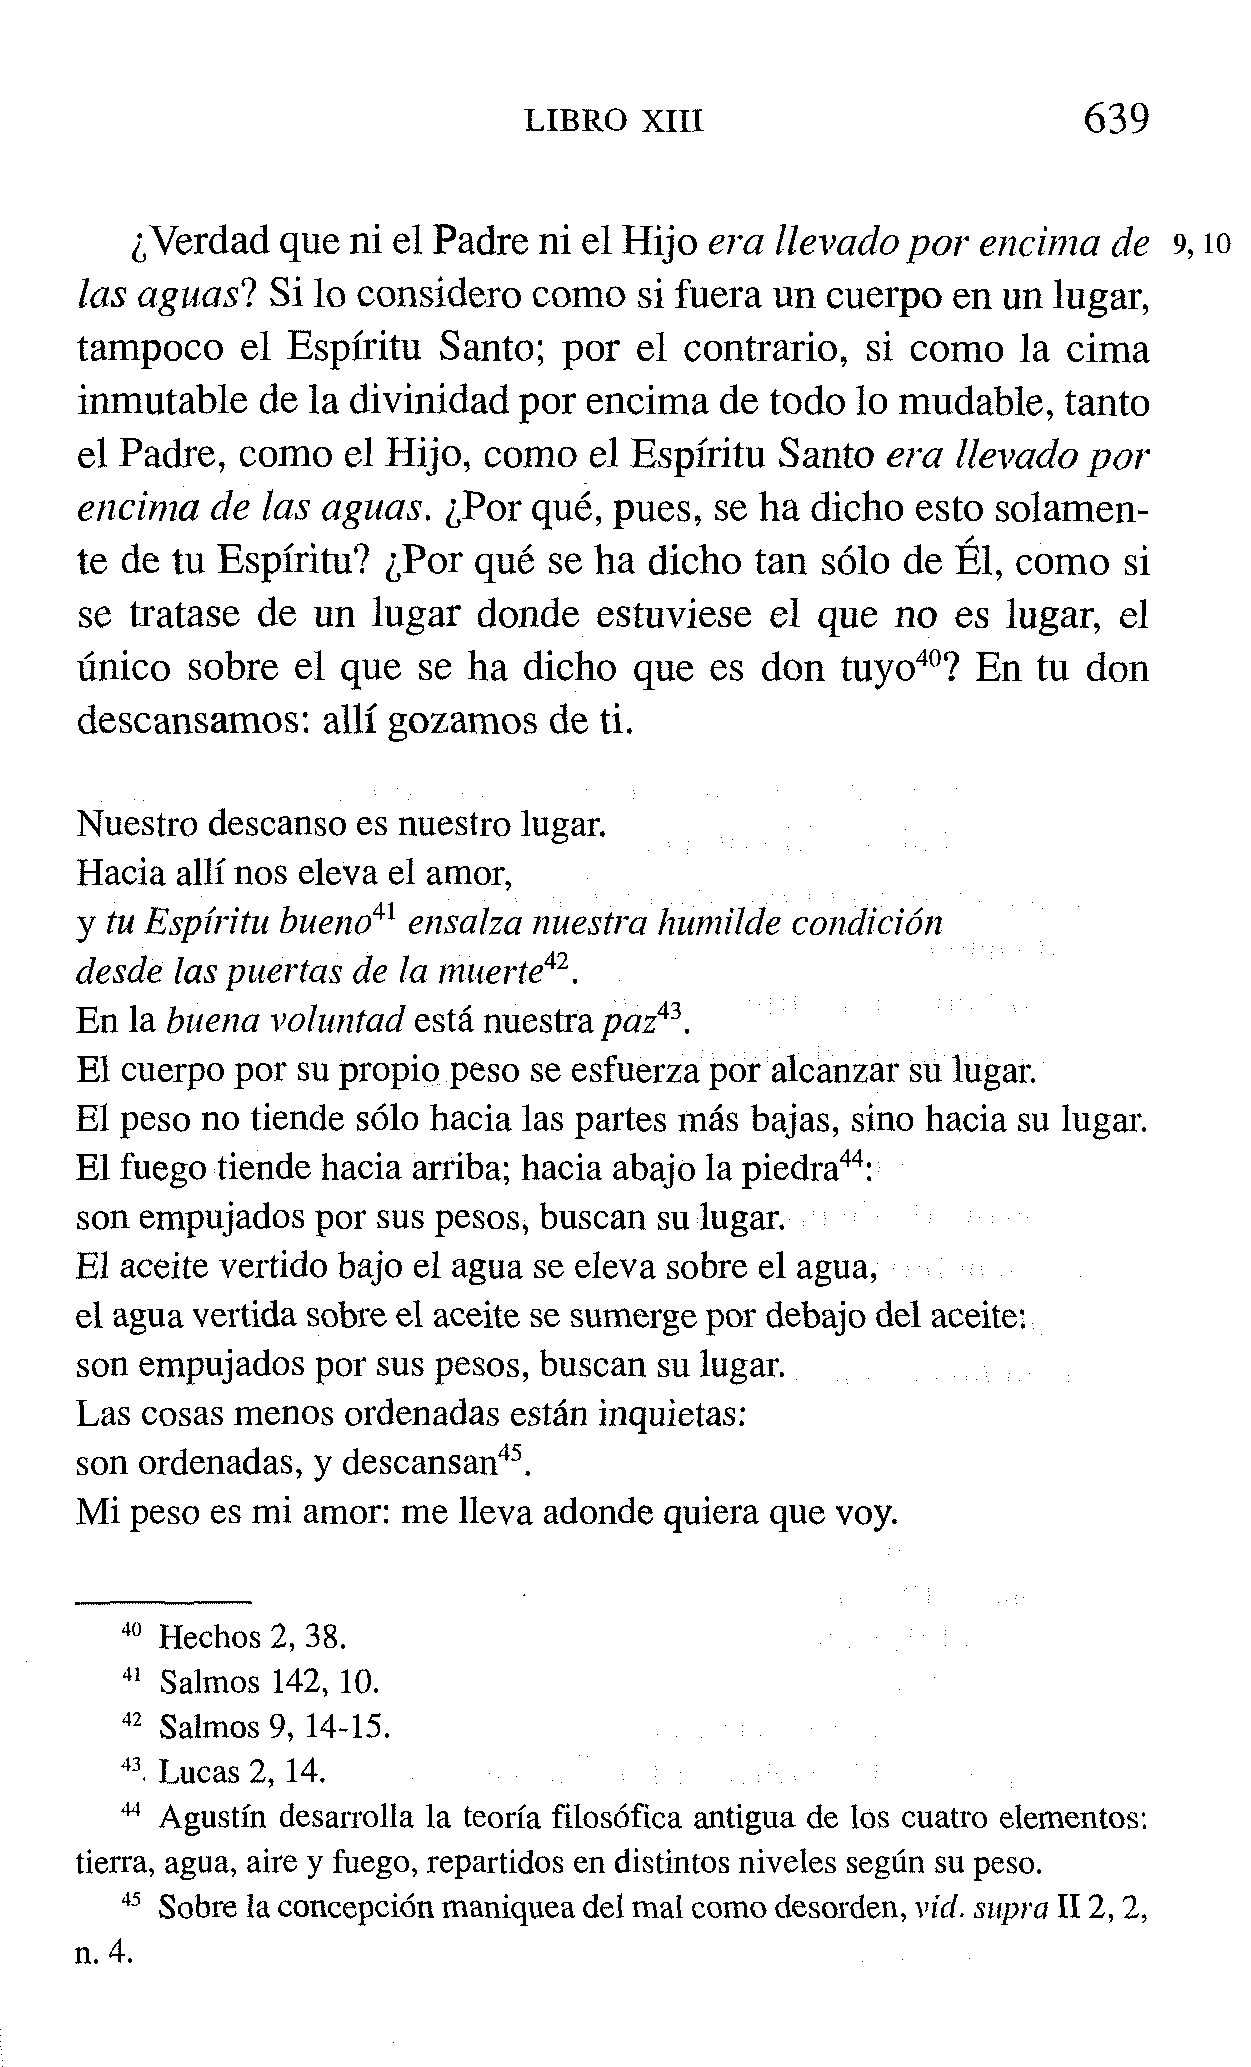 LIBRO XIII 639
¿Verdad que ni el Padre ni el Hijo era llevado por encima de 9, 10
las aguas? Si lo considero como si fuera un cuerpo en un lugar,
tampoco el Espíritu Santo; por el contrario, si como la cima
inmutable de la divinidad por encima de todo lo mudable, tanto
el Padre, como el Hijo, como el Espíritu Santo era llevado por
encima de las aguas. ¿Por qué, pues, se ha dicho esto solamen-
te de tu Espíritu? ¿Por qué se ha dicho tan sólo de Él, como si
se tratase de un lugar donde estuviese el que no es lugar, el
único sobre el que se ha dicho que es don tuyo⁴⁰? En tu don
descansamos: allí gozamos de ti.
Nuestro descanso es nuestro lugar.
Hacia allí nos eleva el amor,
y tu Espíritu bueno⁴¹ ensalza nuestra humilde condición
desde las puertas de la muerte⁴².
En la buena voluntad está nuestra paz⁴³.
El cuerpo por su propio peso se esfuerza por alcanzar su lugar.
El peso no tiende sólo hacia las partes más bajas, sino hacia su lugar.
El fuego tiende hacia arriba; hacia abajo la piedra⁴⁴:
son empujados por sus pesos, buscan su lugar.
El aceite vertido bajo el agua se eleva sobre el agua,
el agua vertida sobre el aceite se sumerge por debajo del aceite:
son empujados por sus pesos, buscan su lugar.
Las cosas menos ordenadas están inquietas:
son ordenadas, y descansan⁴⁵.
Mi peso es mi amor: me lleva adonde quiera que voy.
⁴⁰ Hechos 2, 38.
⁴¹ Salmos 142, 10.
⁴² Salmos 9, 14-15.
⁴³. Lucas 2, 14.
⁴⁴ Agustín desarrolla la teoría filosófica antigua de los cuatro elementos:
tierra, agua, aire y fuego, repartidos en distintos niveles según su peso.
⁴⁵ Sobre la concepción maniquea del mal como desorden, vid. supra II 2, 2,
n. 4.